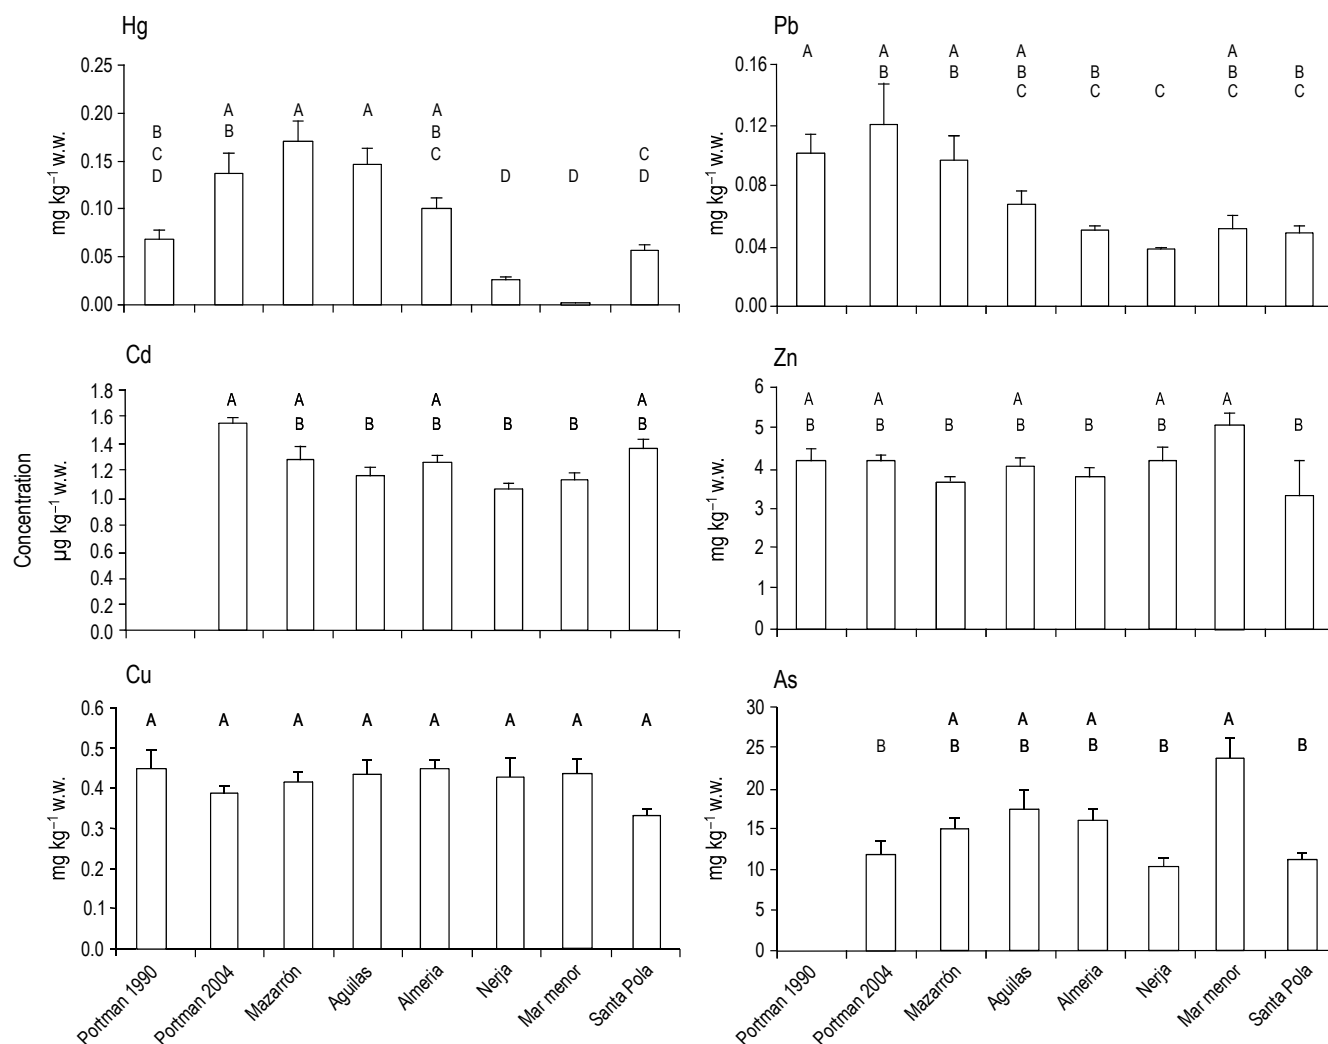 Hg
0.25
0.20
0.15
0.10
0.05
0.00
mg kg⁻¹ w.w.
B
C
D
A
B
A
A
A
B
C
D
D
C
D
Pb
0.16
0.12
0.08
0.04
0.00
mg kg⁻¹ w.w.
A
A
B
A
B
A
B
C
B
C
C
A
B
C
B
C
Concentration
Cd
1.8
1.6
1.4
1.2
1.0
0.8
0.6
0.4
0.2
0.0
µg kg⁻¹ w.w.
A
A
B
B
A
B
B
B
A
B
Zn
6
5
4
3
2
1
0
mg kg⁻¹ w.w.
A
B
A
B
B
A
B
B
A
B
A
B
Cu
0.6
0.5
0.4
0.3
0.2
0.1
0.0
mg kg⁻¹ w.w.
A A A A A A A A
Portman 1990
Portman 2004
Mazarrón
Aguilas
Almeria
Nerja
Mar menor
Santa Pola
As
30
25
20
15
10
5
0
mg kg⁻¹ w.w.
B
A
B
A
B
A
B
B
A
B
Portman 1990
Portman 2004
Mazarrón
Aguilas
Almeria
Nerja
Mar menor
Santa Pola